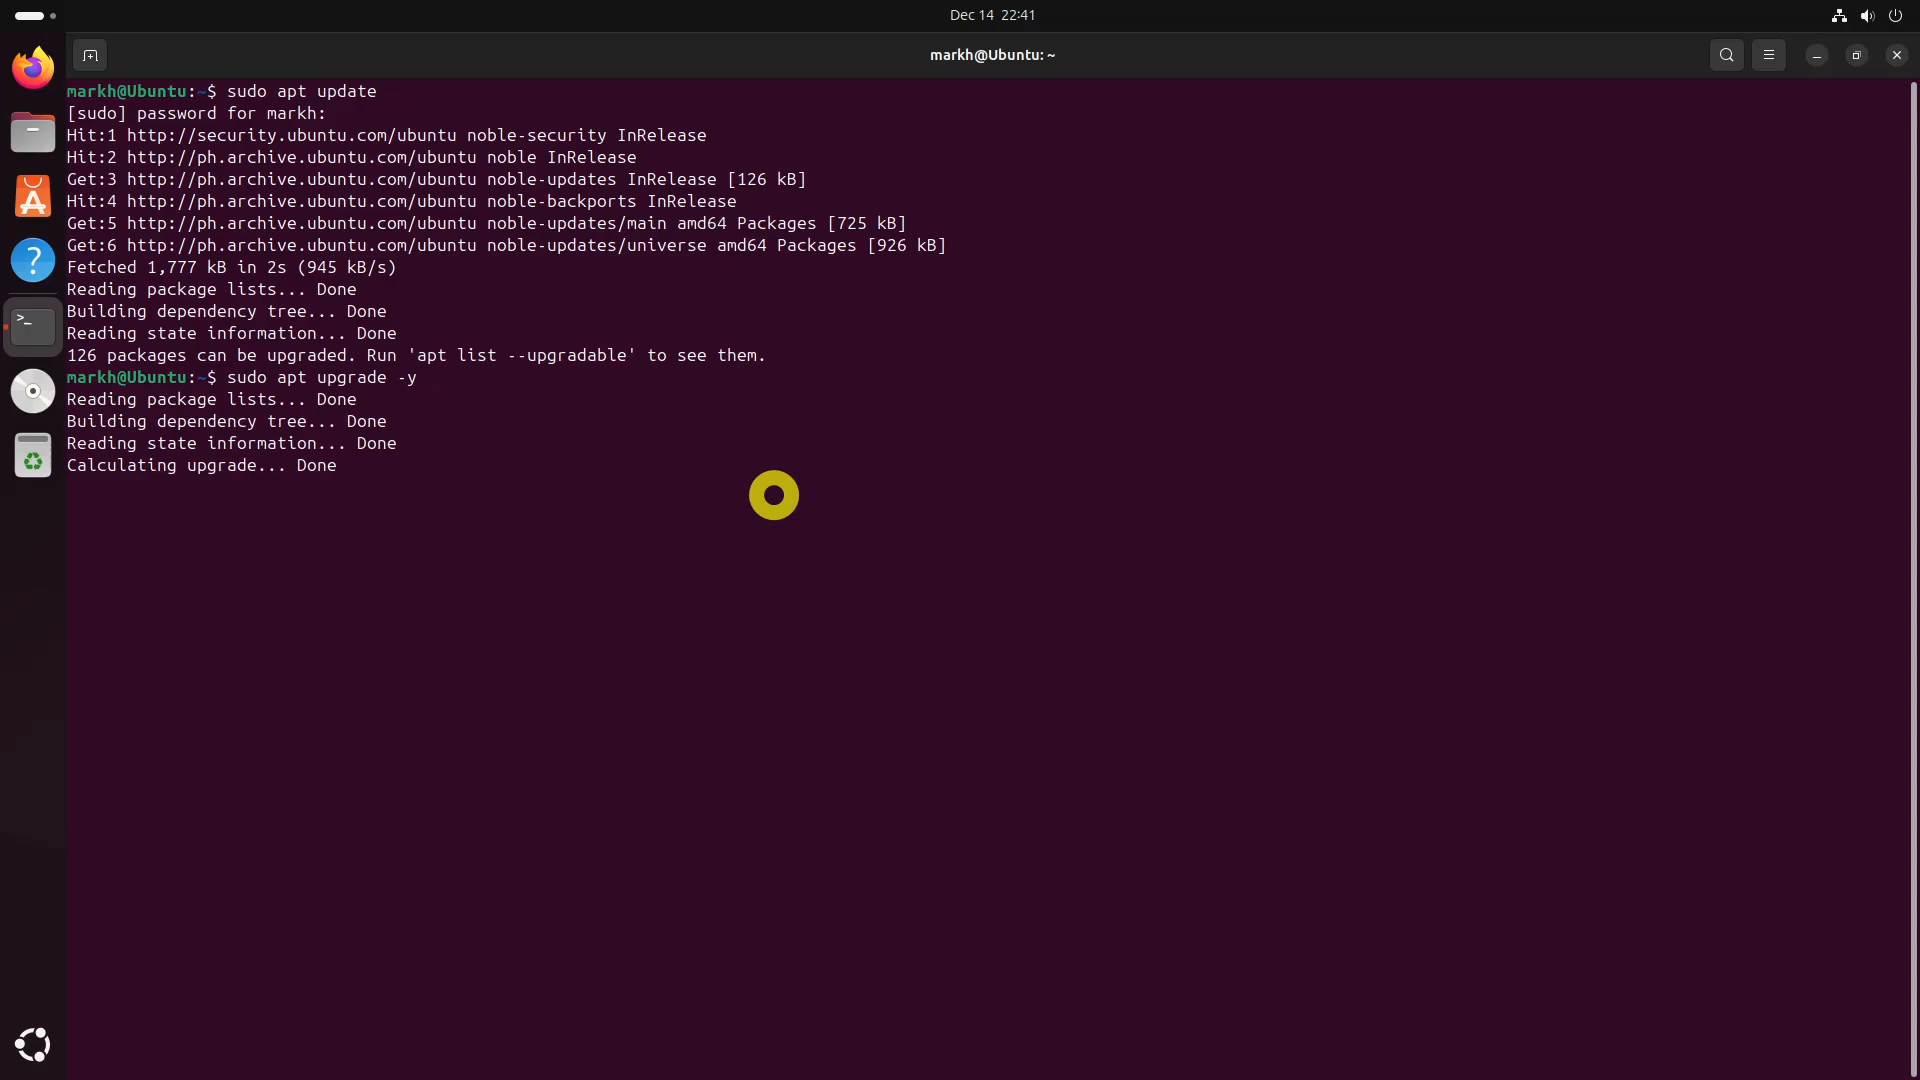 Dec 14 22:41
markh@Ubuntu: ~
markh@Ubuntu:~$ sudo apt update
[sudo] password for markh:
Hit:1 http://security.ubuntu.com/ubuntu noble-security InRelease
Hit:2 http://ph.archive.ubuntu.com/ubuntu noble InRelease
Get:3 http://ph.archive.ubuntu.com/ubuntu noble-updates InRelease [126 kB]
Hit:4 http://ph.archive.ubuntu.com/ubuntu noble-backports InRelease
Get:5 http://ph.archive.ubuntu.com/ubuntu noble-updates/main amd64 Packages [725 kB]
Get:6 http://ph.archive.ubuntu.com/ubuntu noble-updates/universe amd64 Packages [926 kB]
Fetched 1,777 kB in 2s (945 kB/s)
Reading package lists... Done
Building dependency tree... Done
Reading state information... Done
126 packages can be upgraded. Run 'apt list --upgradable' to see them.
markh@Ubuntu:~$ sudo apt upgrade -y
Reading package lists... Done
Building dependency tree... Done
Reading state information... Done
Calculating upgrade... Done